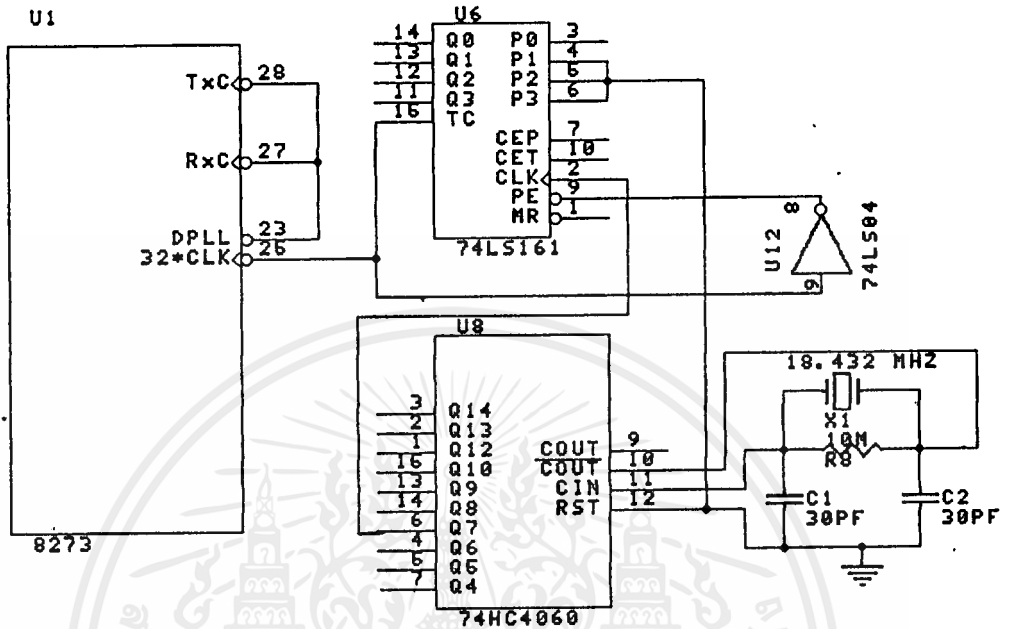 U1
TxC 28
RxC 27
DPLL 23
32*CLK 26
8273
U6
14 Q0 P0 3
13 Q1 P1 4
12 Q2 P2 5
11 Q3 P3 6
16 TC
CEP 7
CET 10
CLK 2
PE 9
MR 1
74LS161
8
U12
74LS04
9
U8
3 Q14
2 Q13
1 Q12
16 Q10
13 Q9
14 Q8
6 Q7
4 Q6
5 Q5
7 Q4
COUT 9
COUT 10
CIN 11
RST 12
74HC4060
18.432 MHZ
X1
10M
R8
C1
30PF
C2
30PF